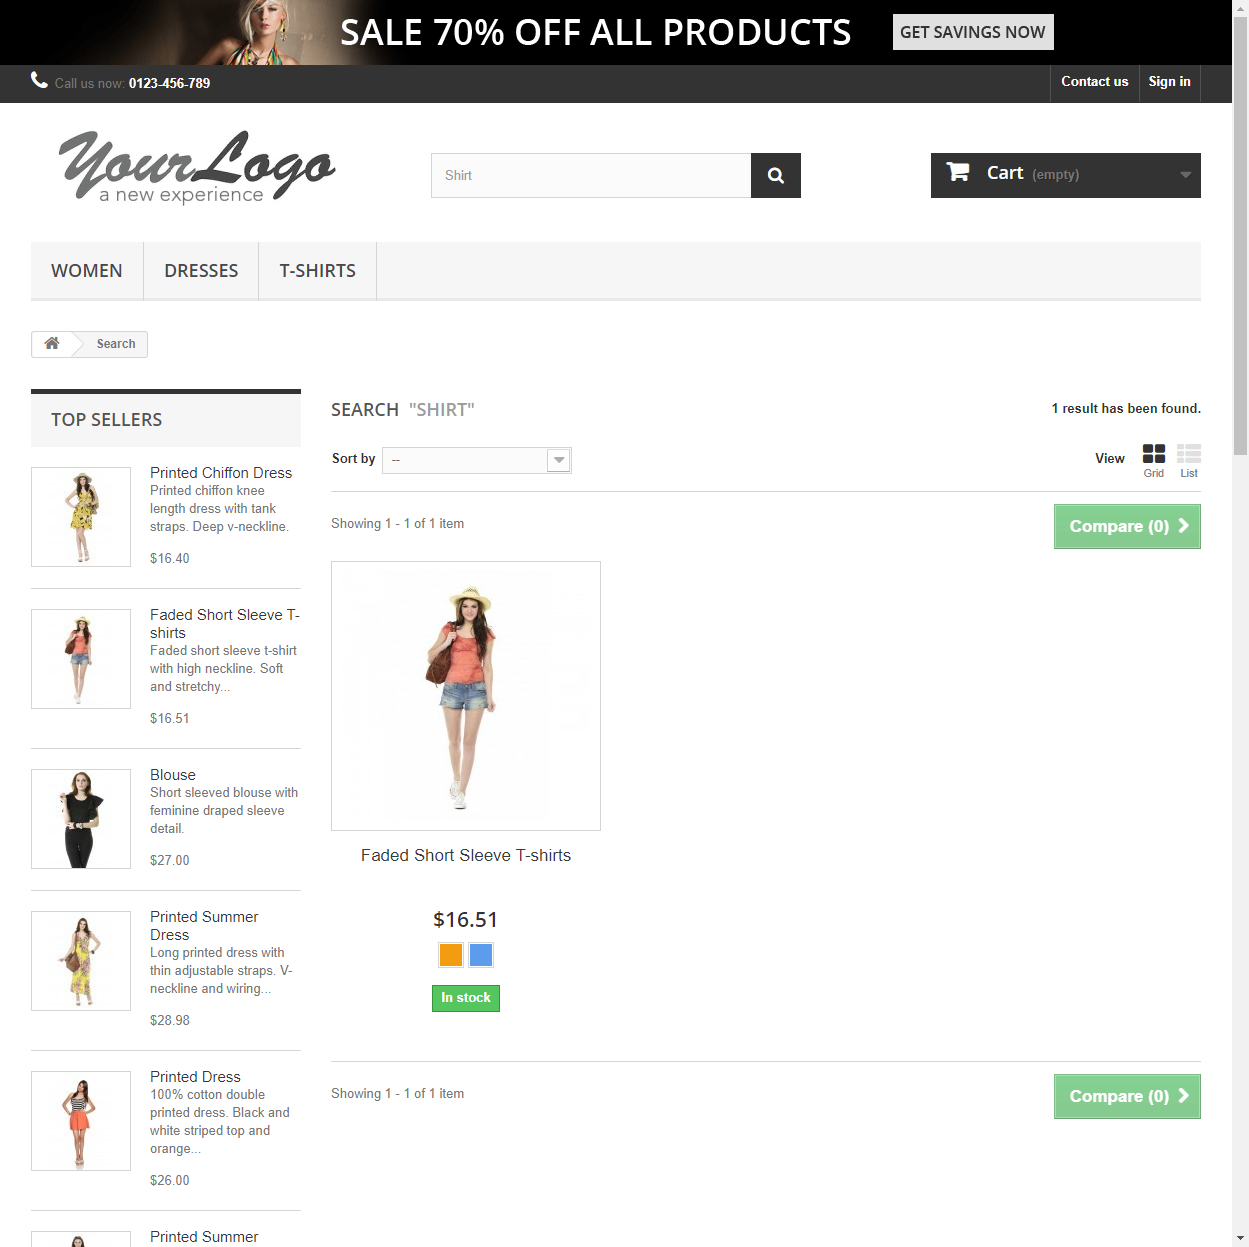 SALE 70% OFF ALL PRODUCTS
GET SAVINGS NOW
Call us now: 0123-456-789
Contact us
Sign in
YourLogo
a new experience
Shirt
Cart (empty)
WOMEN
DRESSES
T-SHIRTS
Search
TOP SELLERS
Printed Chiffon Dress
Printed chiffon knee
length dress with tank
straps. Deep v-neckline.
$16.40
Faded Short Sleeve T-
shirts
Faded short sleeve t-shirt
with high neckline. Soft
and stretchy...
$16.51
Blouse
Short sleeved blouse with
feminine draped sleeve
detail.
$27.00
Printed Summer
Dress
Long printed dress with
thin adjustable straps. V-
neckline and wiring...
$28.98
Printed Dress
100% cotton double
printed dress. Black and
white striped top and
orange...
$26.00
Printed Summer
SEARCH "SHIRT"
1 result has been found.
Sort by
--
View
Grid
List
Showing 1 - 1 of 1 item
Compare (0)
Faded Short Sleeve T-shirts
$16.51
In stock
Showing 1 - 1 of 1 item
Compare (0)